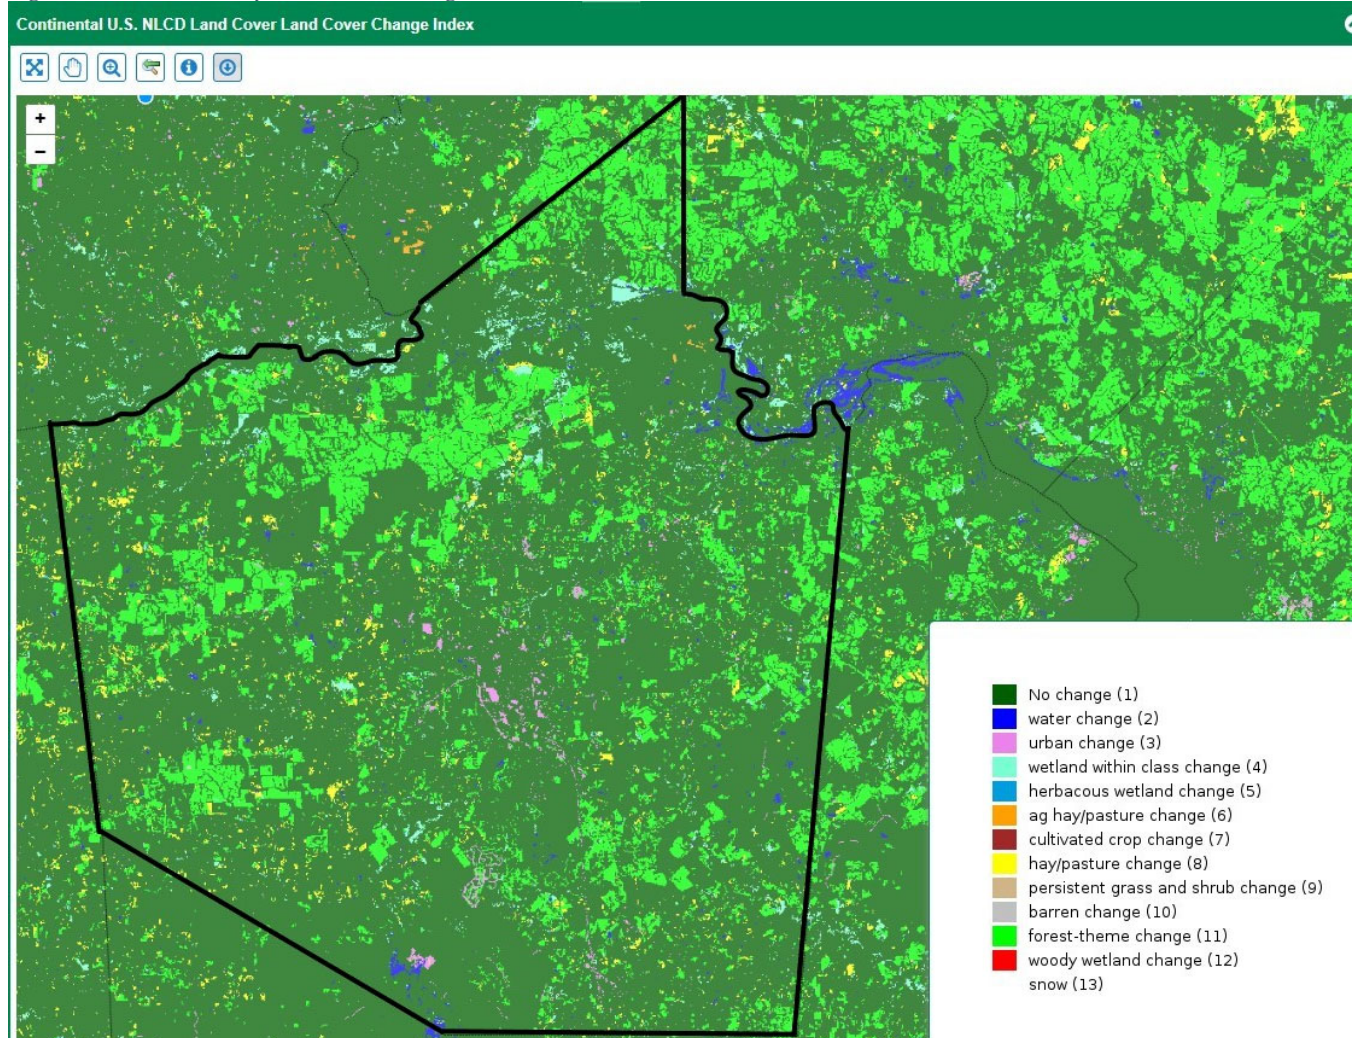 Continental U.S. NLCD Land Cover Land Cover Change Index
+
−
No change (1)
water change (2)
urban change (3)
wetland within class change (4)
herbacous wetland change (5)
ag hay/pasture change (6)
cultivated crop change (7)
hay/pasture change (8)
persistent grass and shrub change (9)
barren change (10)
forest-theme change (11)
woody wetland change (12)
snow (13)